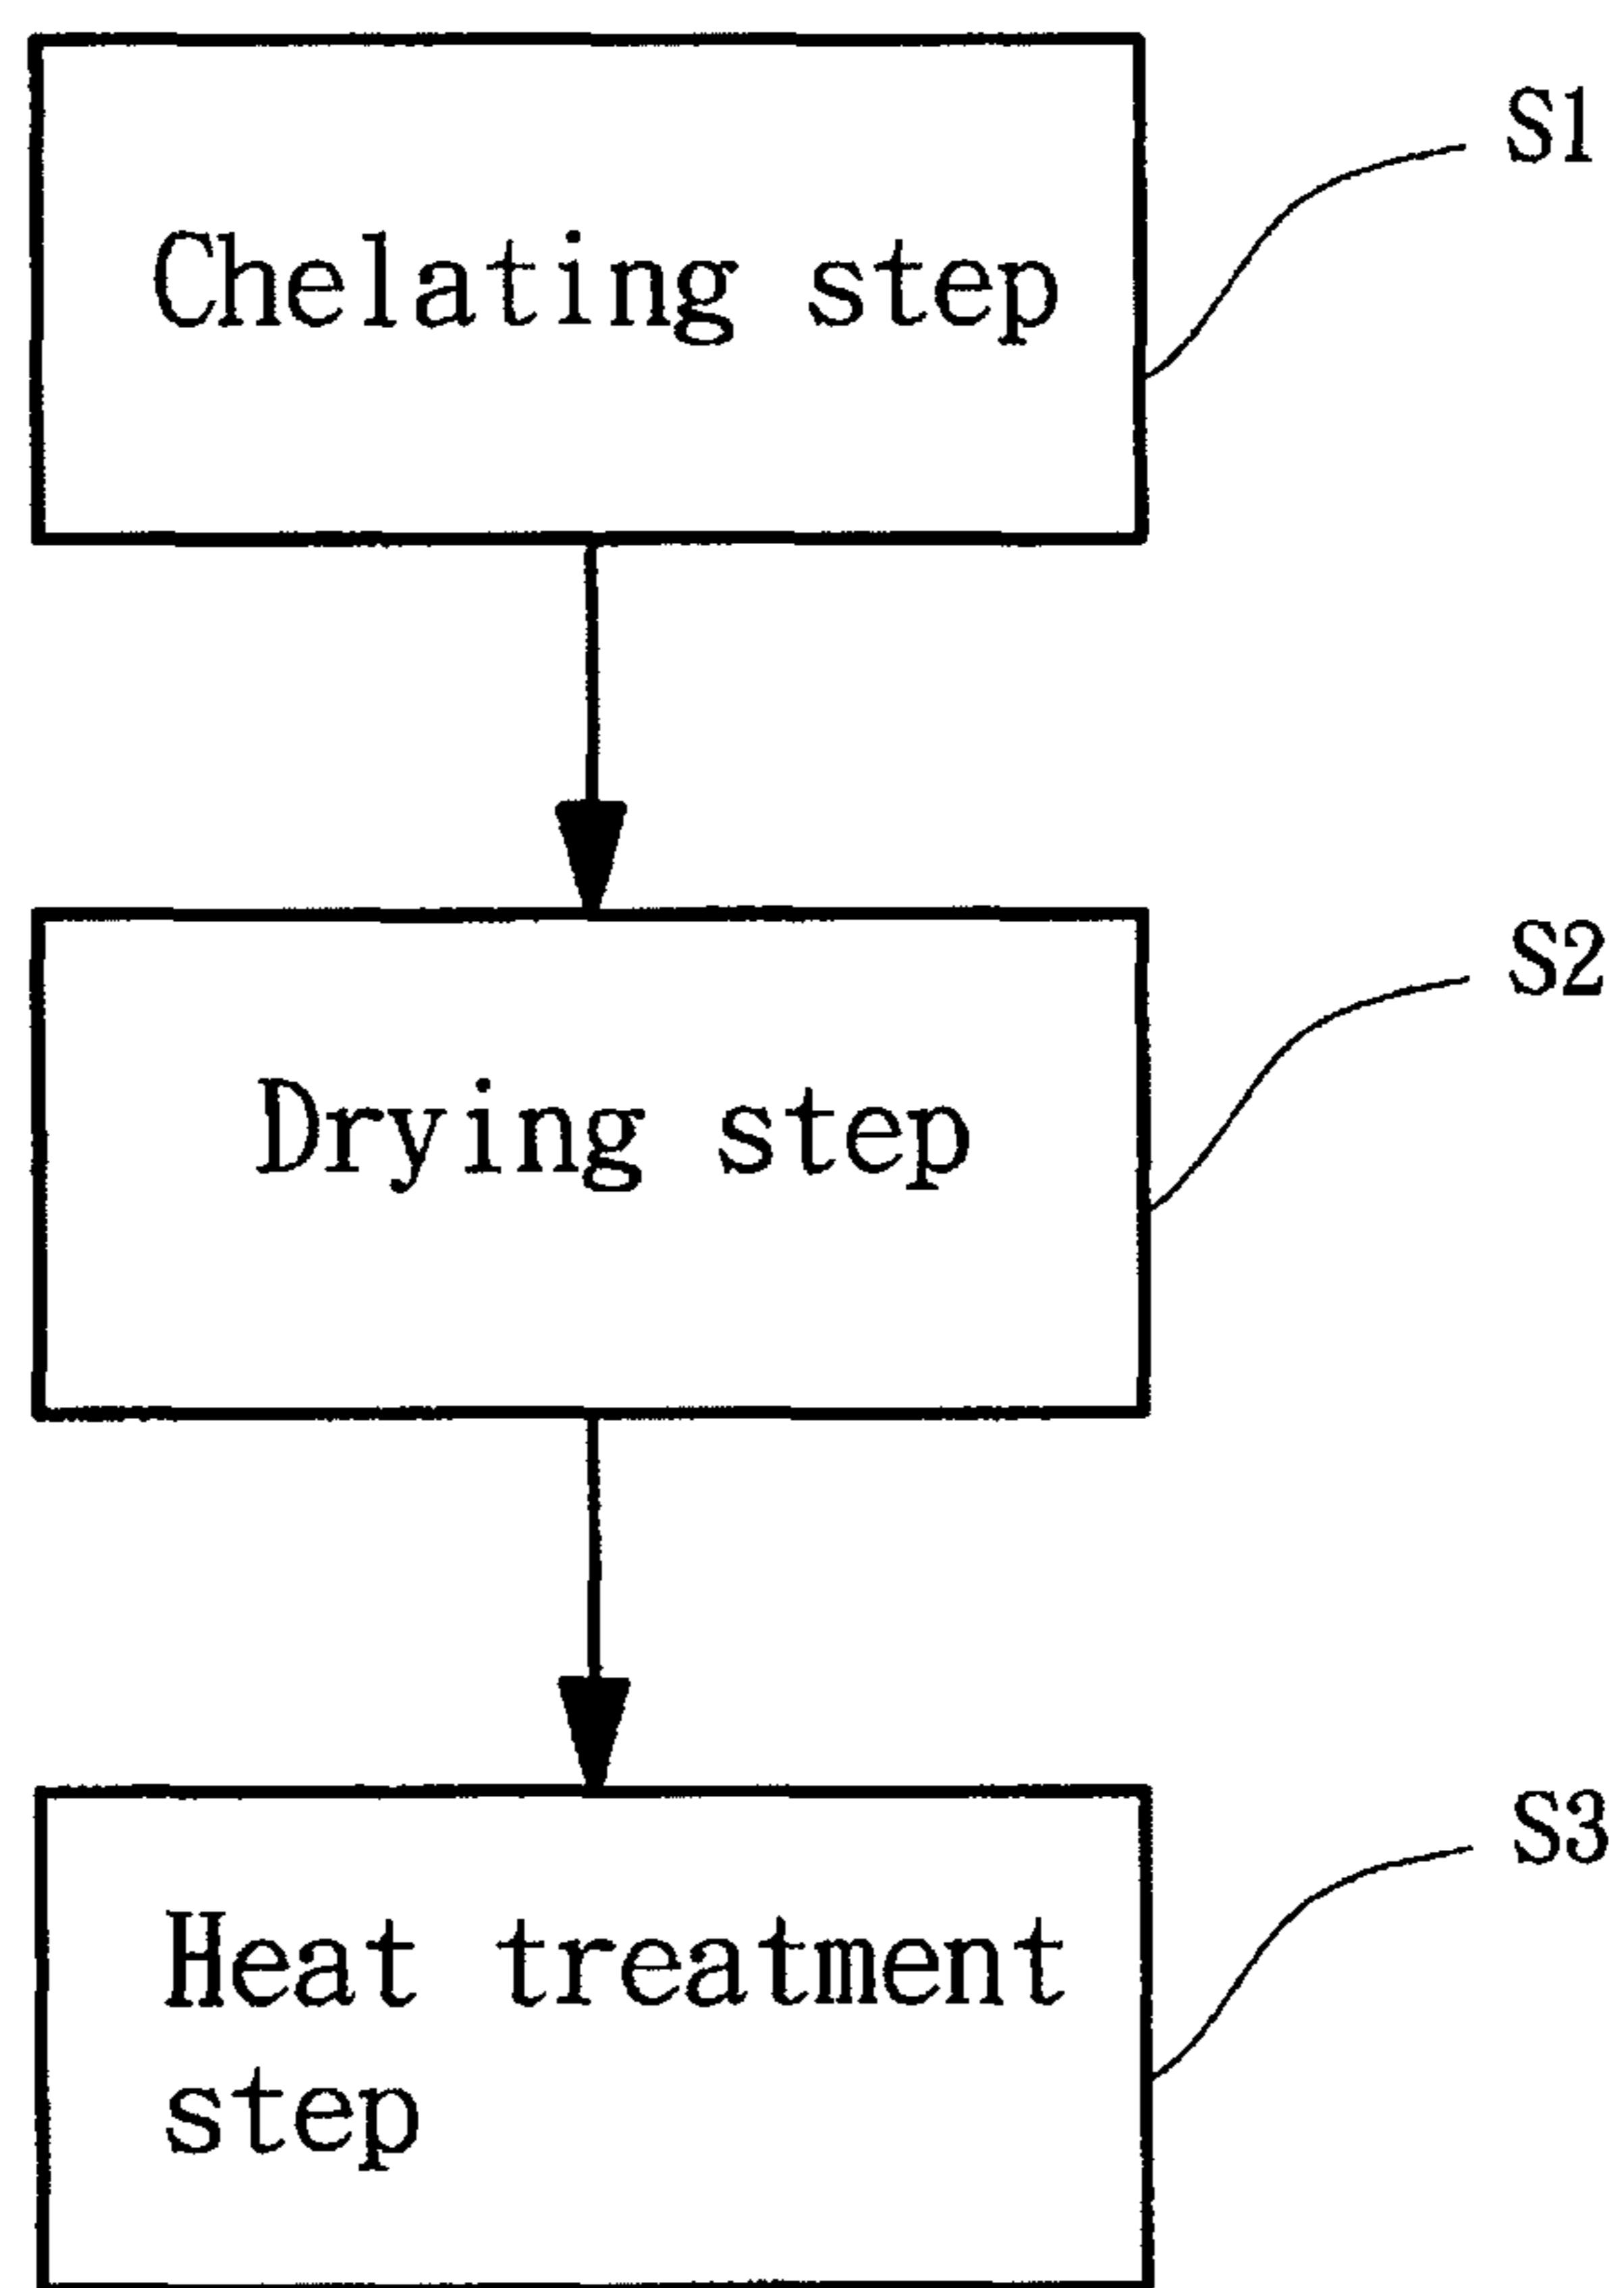 S1
Chelating step
S2
Drying step
S3
Heat treatment
step